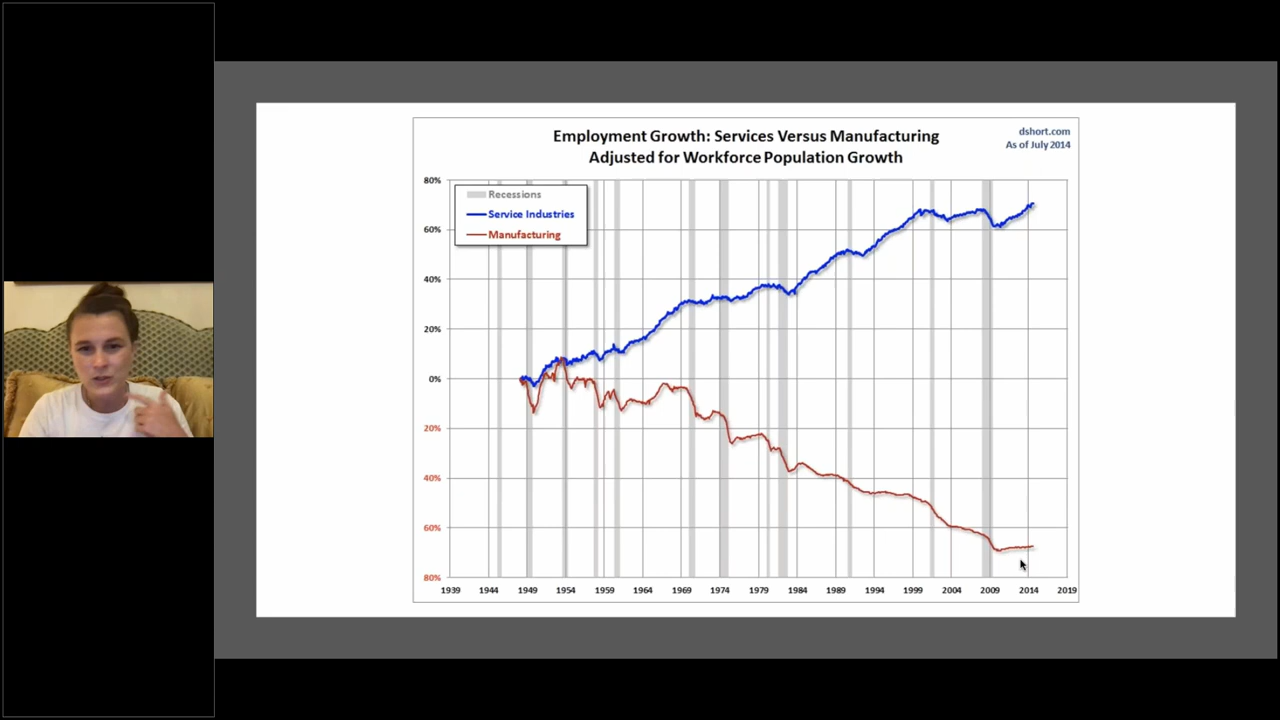 Employment Growth: Services Versus Manufacturing
Adjusted for Workforce Population Growth
dshort.com
As of July 2014
Recessions
Service Industries
Manufacturing
80%
60%
40%
20%
0%
20%
40%
60%
80%
1939 1944 1949 1954 1959 1964 1969 1974 1979 1984 1989 1994 1999 2004 2009 2014 2019